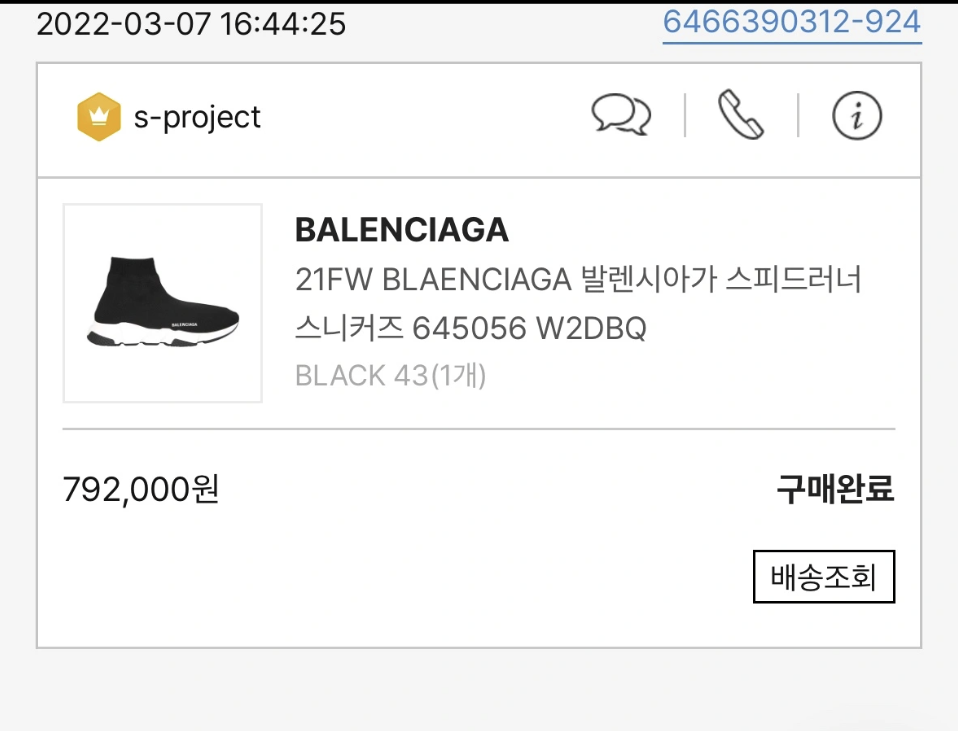 2022-03-07 16:44:25
6466390312-924
s-project
BALENCIAGA
21FW BLAENCIAGA 발렌시아가 스피드러너
스니커즈 645056 W2DBQ
BLACK 43(1개)
BALENCIAGA
792,000원
구매완료
배송조회